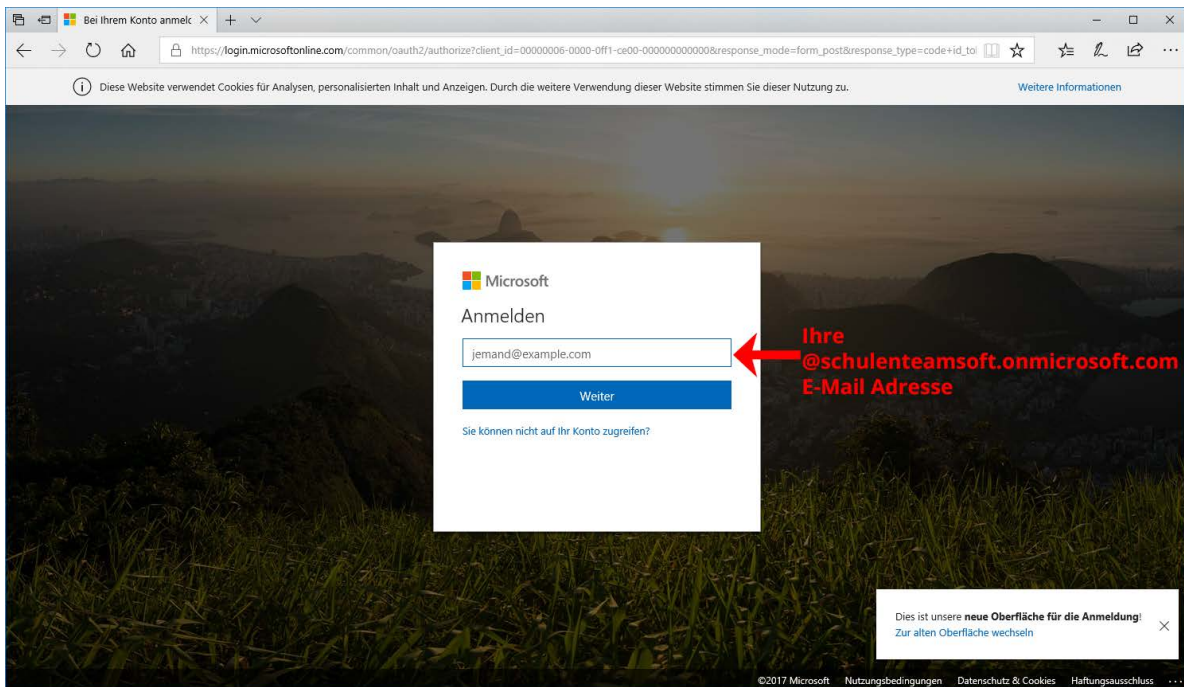 Bei Ihrem Konto anmelc
https://login.microsoftonline.com/common/oauth2/authorize?client_id=00000006-0000-0ff1-ce00-000000000000&response_mode=form_post&response_type=code+id_to
Diese Website verwendet Cookies für Analysen, personalisierten Inhalt und Anzeigen. Durch die weitere Verwendung dieser Website stimmen Sie dieser Nutzung zu. Weitere Informationen
Microsoft
Anmelden
jemand@example.com
Weiter
Sie können nicht auf Ihr Konto zugreifen?
Ihre
@schulenteamsoft.onmicrosoft.com
E-Mail Adresse
Dies ist unsere neue Oberfläche für die Anmeldung!
Zur alten Oberfläche wechseln
©2017 Microsoft Nutzungsbedingungen Datenschutz & Cookies Haftungsausschluss ...